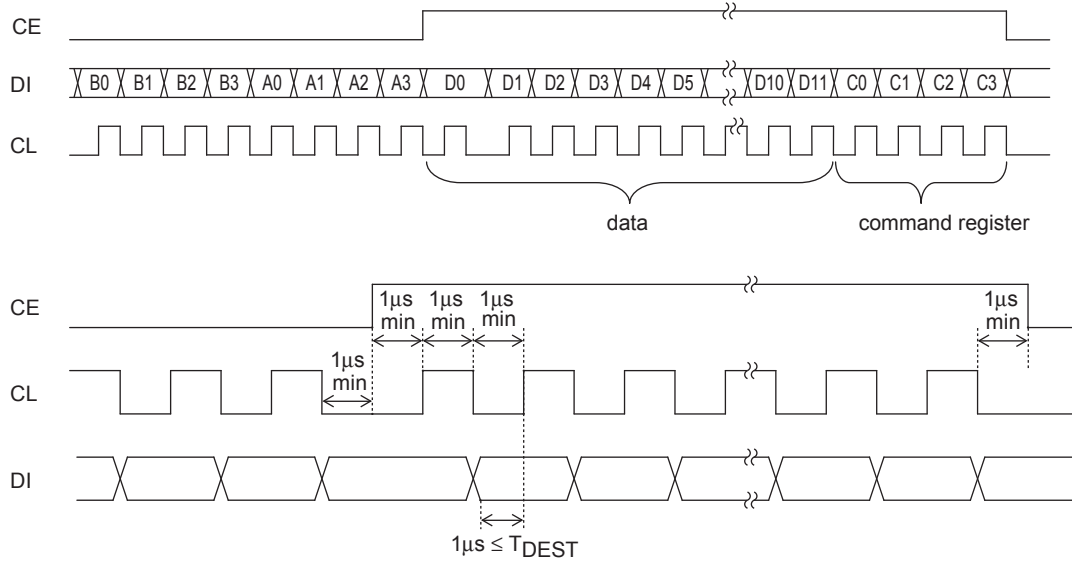 CE
DI B0 B1 B2 B3 A0 A1 A2 A3 D0 D1 D2 D3 D4 D5 D10 D11 C0 C1 C2 C3
CL
data command register
CE
1μs min 1μs min 1μs min 1μs min
1μs min
CL
DI
1μs ≤ TDEST